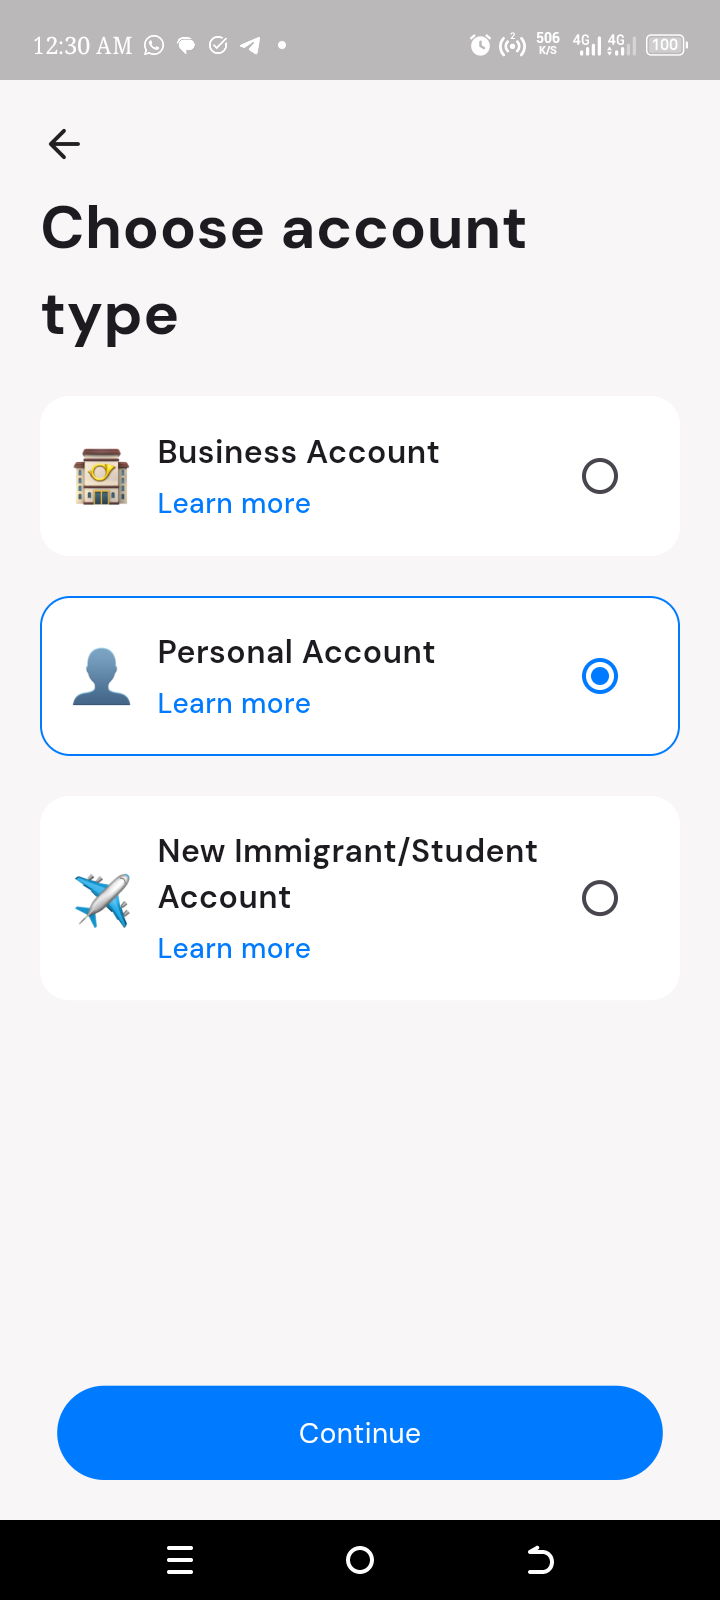 12:30 AM
2
506
K/S
4G
4G
100
Choose account
type
Business Account
Learn more
Personal Account
Learn more
New Immigrant/Student
Account
Learn more
Continue